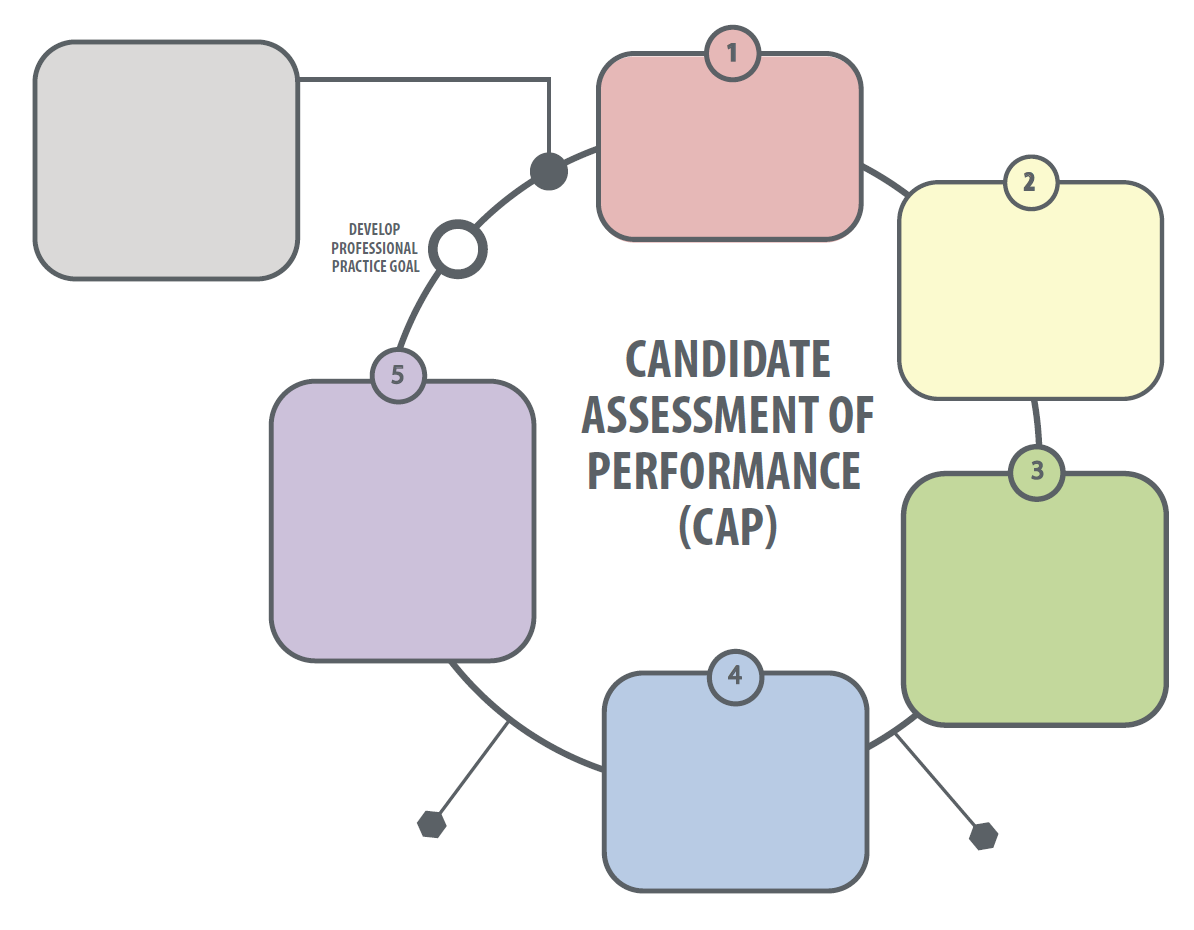 1
2
DEVELOP
PROFESSIONAL
PRACTICE GOAL
CANDIDATE
ASSESSMENT OF
PERFORMANCE
(CAP)
5
3
4